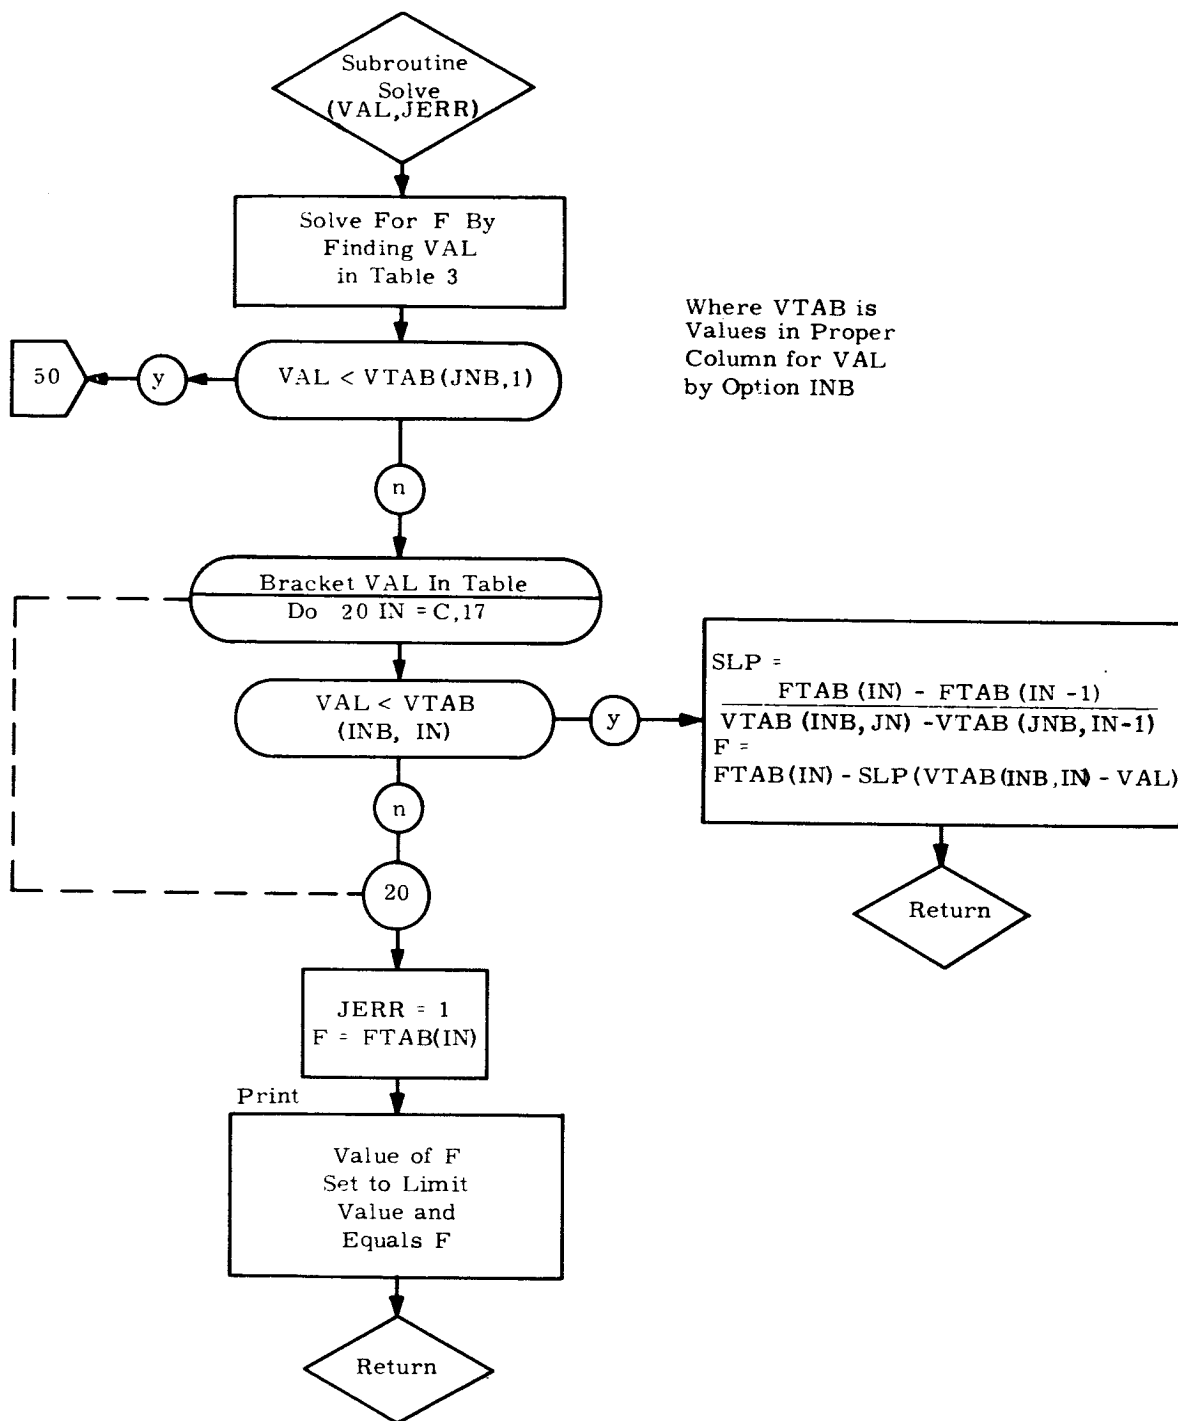 Subroutine
Solve
(VAL,JERR)
Solve For F By
Finding VAL
in Table 3
Where VTAB is
Values in Proper
Column for VAL
by Option INB
50
y
VAL < VTAB(JNB,1)
n
Bracket VAL In Table
Do 20 IN = C,17
VAL < VTAB
(INB, IN)
y
SLP =
FTAB (IN) - FTAB (IN -1)
VTAB (INB, JN) -VTAB (JNB, IN-1)
F =
FTAB(IN) - SLP(VTAB(INB,IN) - VAL)
n
20
Return
JERR = 1
F = FTAB(IN)
Print
Value of F
Set to Limit
Value and
Equals F
Return